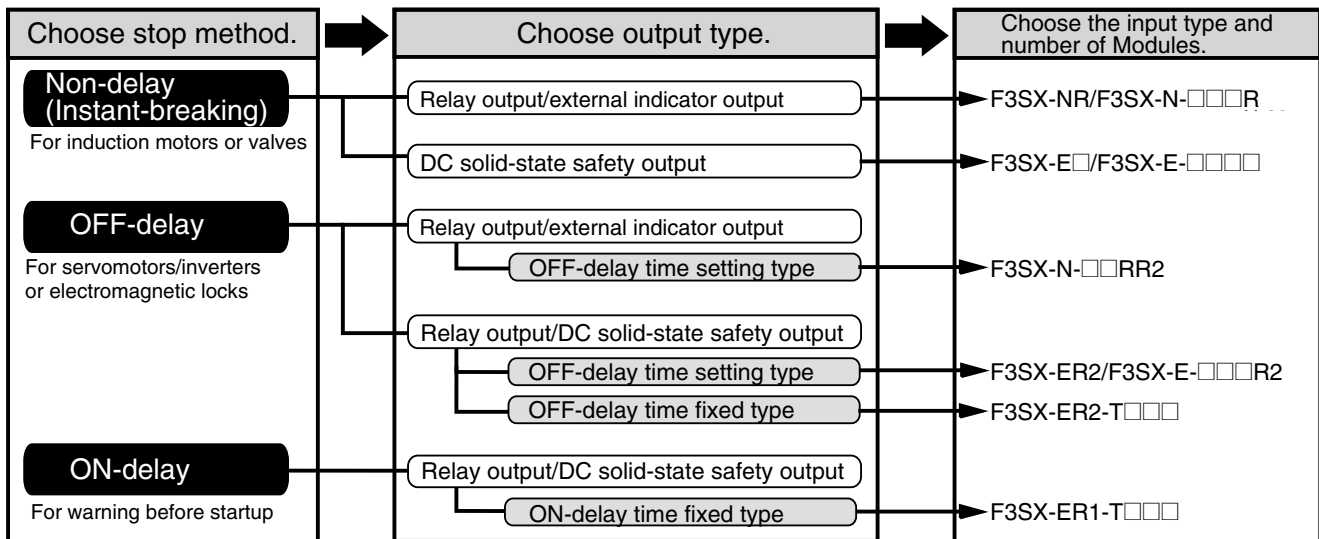 Choose stop method.
Choose output type.
Choose the input type and
number of Modules.
Non-delay
(Instant-breaking)
For induction motors or valves
Relay output/external indicator output
F3SX-NR/F3SX-N-□□□R
DC solid-state safety output
F3SX-E□/F3SX-E-□□□□
OFF-delay
For servomotors/inverters
or electromagnetic locks
Relay output/external indicator output
OFF-delay time setting type
F3SX-N-□□RR2
Relay output/DC solid-state safety output
OFF-delay time setting type
F3SX-ER2/F3SX-E-□□□R2
OFF-delay time fixed type
F3SX-ER2-T□□□
ON-delay
For warning before startup
Relay output/DC solid-state safety output
ON-delay time fixed type
F3SX-ER1-T□□□